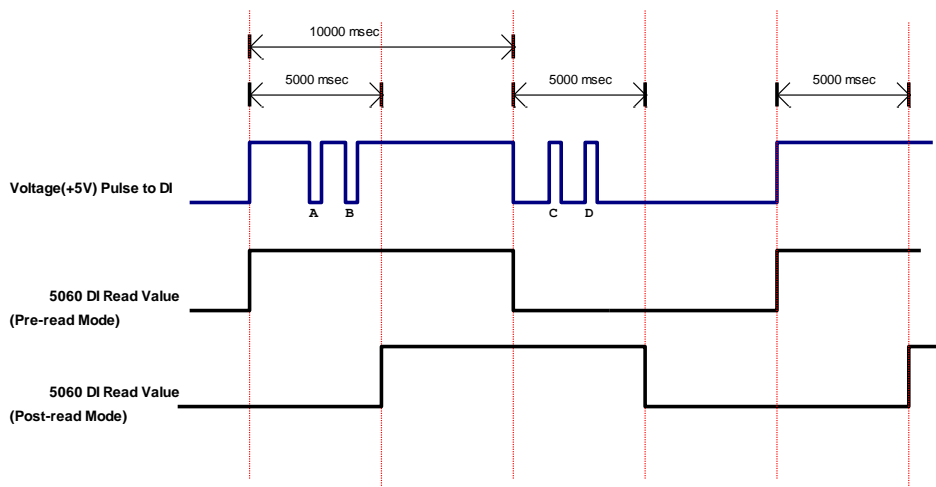 10000 msec
5000 msec
5000 msec
5000 msec
Voltage(+5V) Pulse to DI
A
B
C
D
5060 DI Read Value
(Pre-read Mode)
5060 DI Read Value
(Post-read Mode)